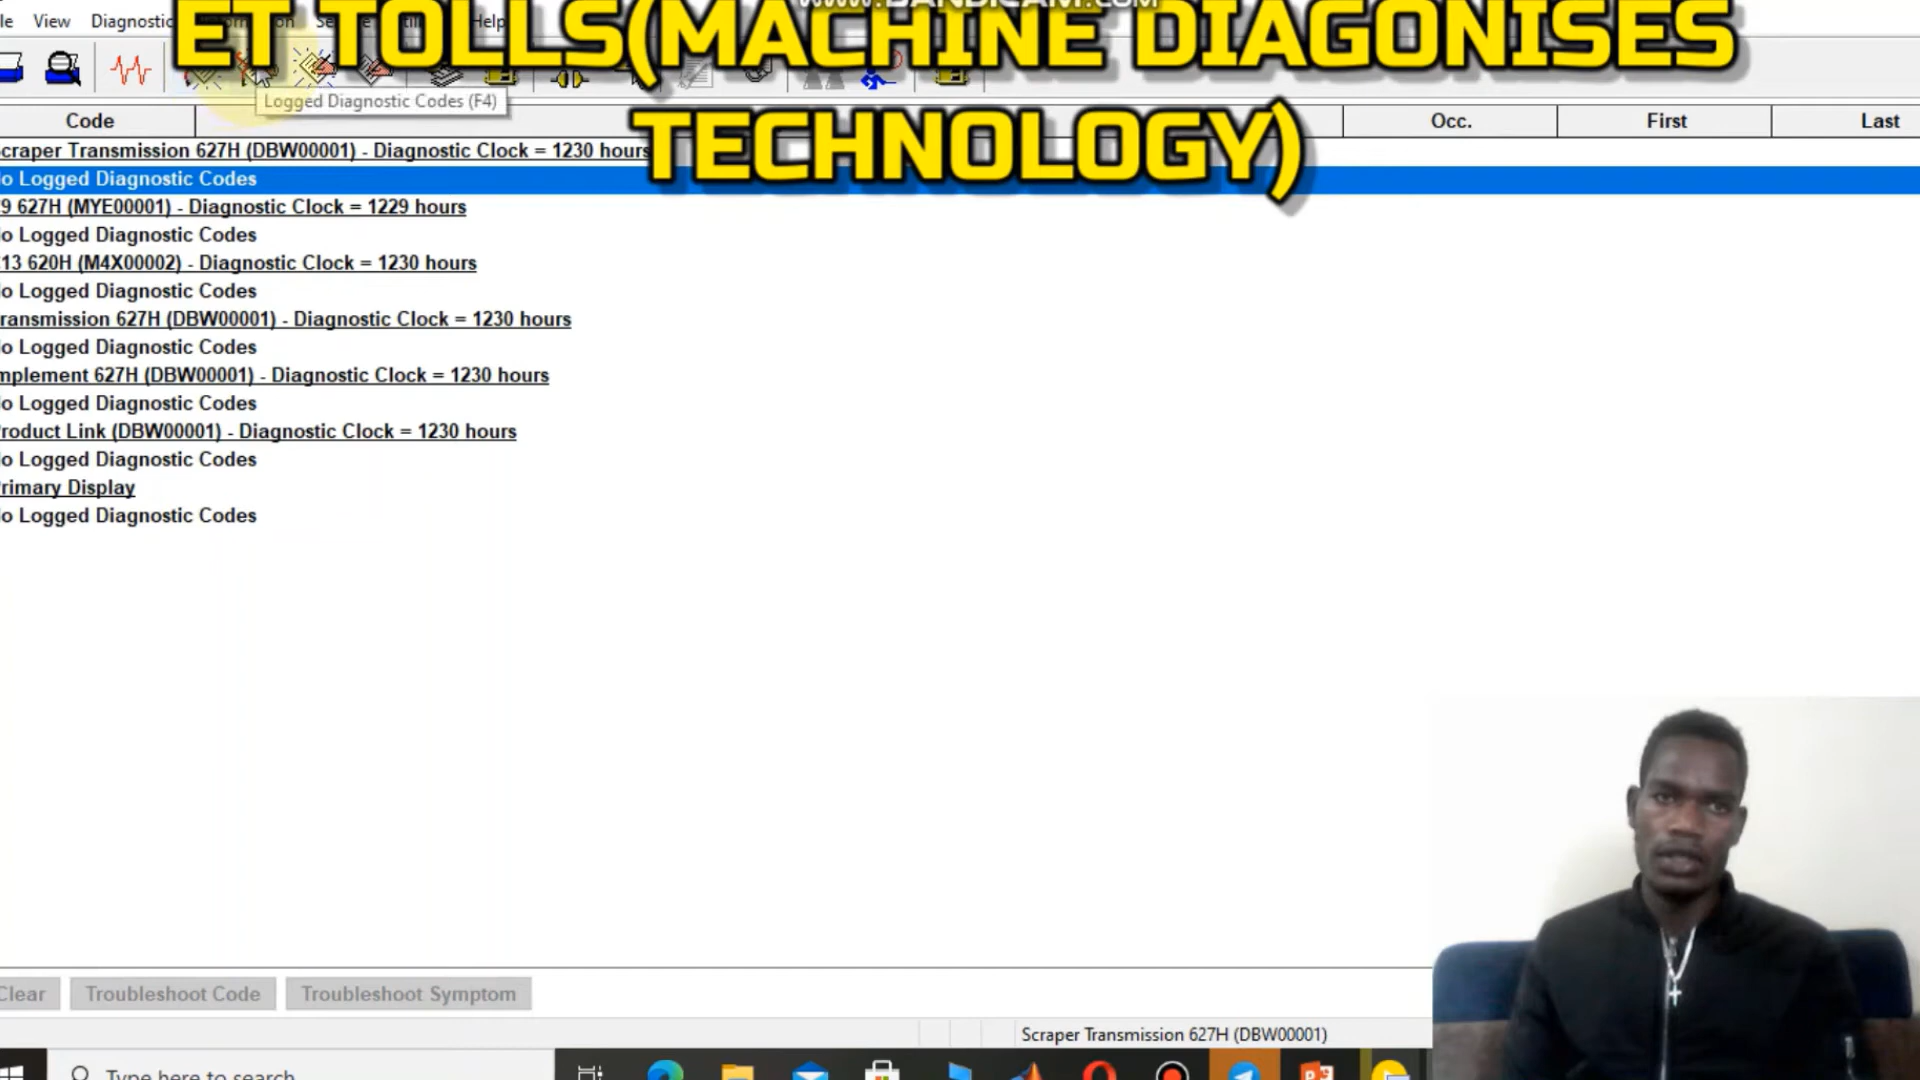 www.BANDICAM.COM
View Diagnostic Help
ET TOLLS(MACHINE DIAGONISES
TECHNOLOGY)
Logged Diagnostic Codes (F4)
Code Occ. First Last
craper Transmission 627H (DBW00001) - Diagnostic Clock = 1230 hours
o Logged Diagnostic Codes
9 627H (MYE00001) - Diagnostic Clock = 1229 hours
o Logged Diagnostic Codes
13 620H (M4X00002) - Diagnostic Clock = 1230 hours
o Logged Diagnostic Codes
ransmission 627H (DBW00001) - Diagnostic Clock = 1230 hours
o Logged Diagnostic Codes
mplement 627H (DBW00001) - Diagnostic Clock = 1230 hours
o Logged Diagnostic Codes
roduct Link (DBW00001) - Diagnostic Clock = 1230 hours
o Logged Diagnostic Codes
rimary Display
o Logged Diagnostic Codes
Clear Troubleshoot Code Troubleshoot Symptom
Scraper Transmission 627H (DBW00001)
Type here to search